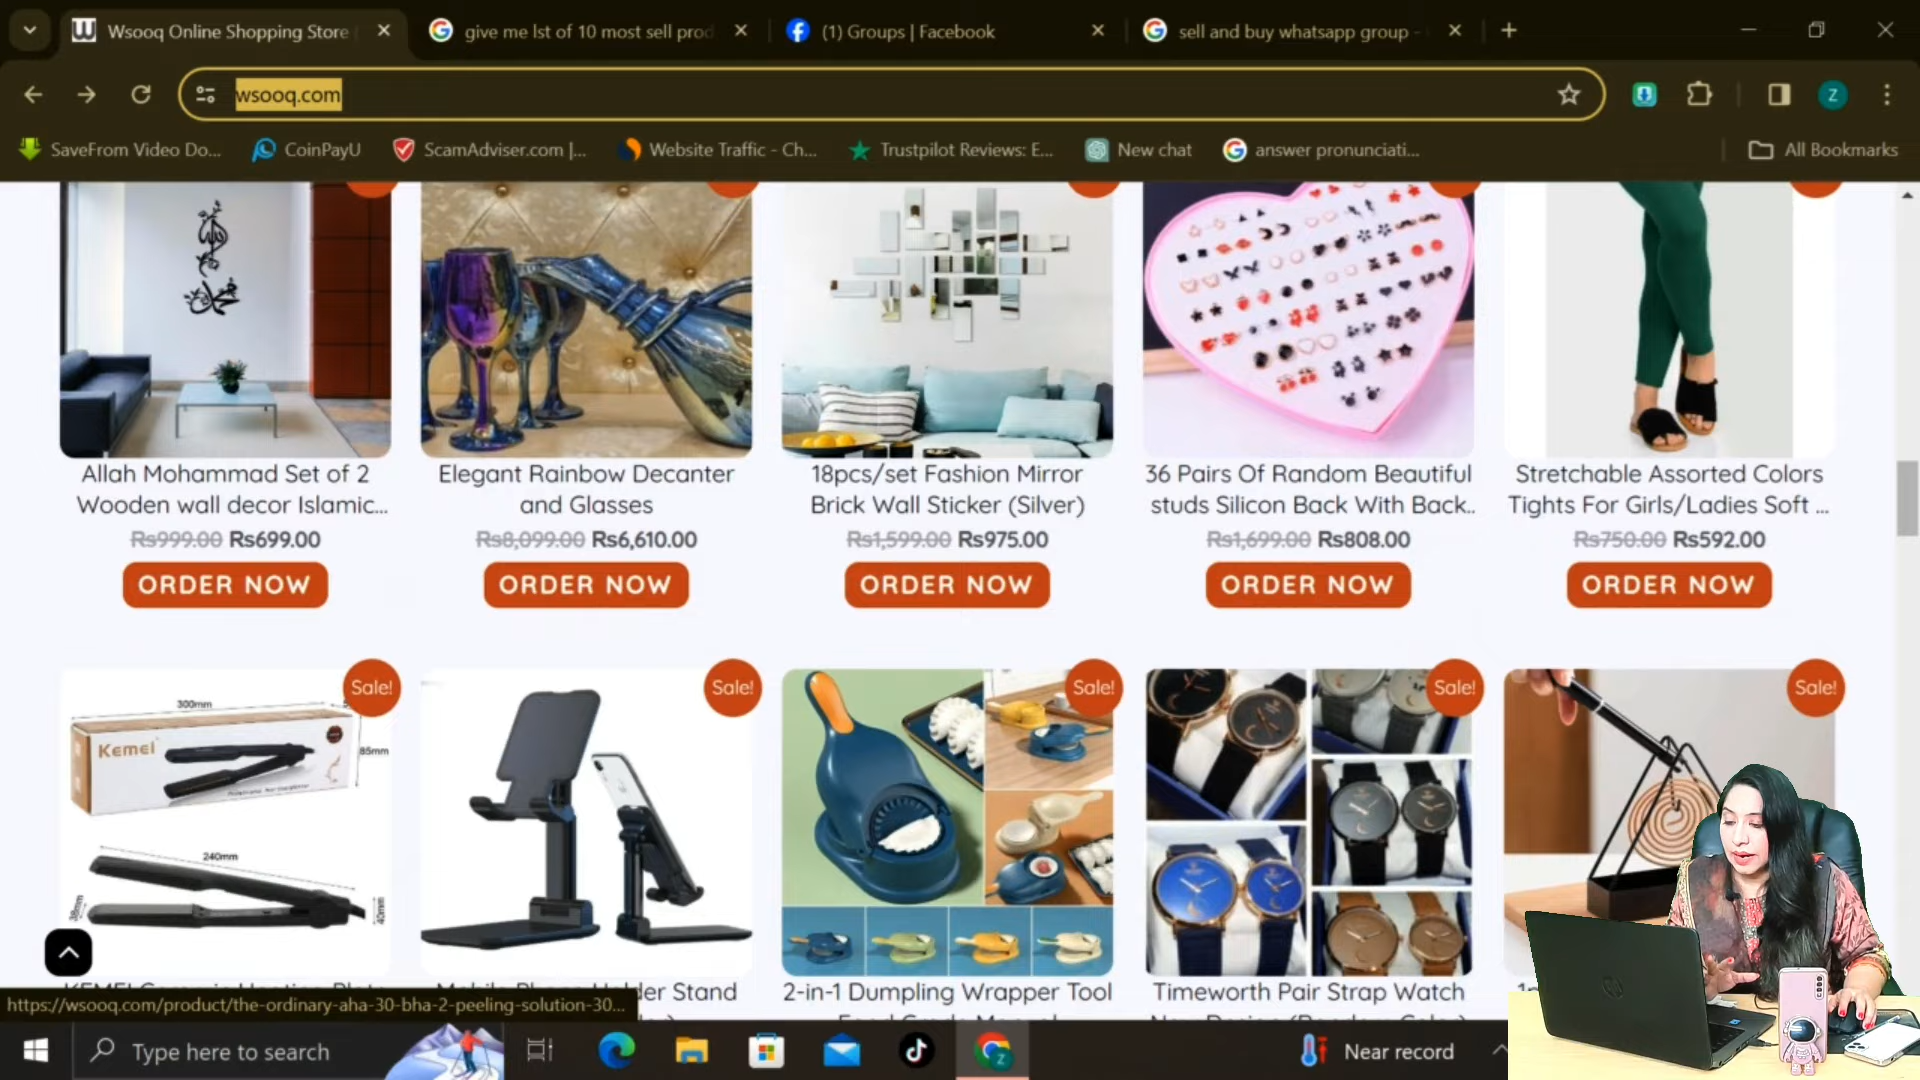 Wsooq Online Shopping Store
give me lst of 10 most sell prod
(1) Groups | Facebook
sell and buy whatsapp group -
wsooq.com
Z
SaveFrom Video Do...
CoinPayU
ScamAdviser.com |...
Website Traffic - Ch...
Trustpilot Reviews: E...
New chat
answer pronunciati...
All Bookmarks
الله
محمد
Allah Mohammad Set of 2
Wooden wall decor Islamic...
Rs999.00 Rs699.00
ORDER NOW
Elegant Rainbow Decanter
and Glasses
Rs8,099.00 Rs6,610.00
ORDER NOW
18pcs/set Fashion Mirror
Brick Wall Sticker (Silver)
Rs1,599.00 Rs975.00
ORDER NOW
36 Pairs Of Random Beautiful
studs Silicon Back With Back..
Rs1,699.00 Rs808.00
ORDER NOW
Stretchable Assorted Colors
Tights For Girls/Ladies Soft ...
Rs750.00 Rs592.00
ORDER NOW
Sale!
Sale!
Sale!
Sale!
Sale!
300mm
Kemei
85mm
240mm
38mm
40mm
der Stand
2-in-1 Dumpling Wrapper Tool
Timeworth Pair Strap Watch
https://wsooq.com/product/the-ordinary-aha-30-bha-2-peeling-solution-30...
Type here to search
Z
Near record